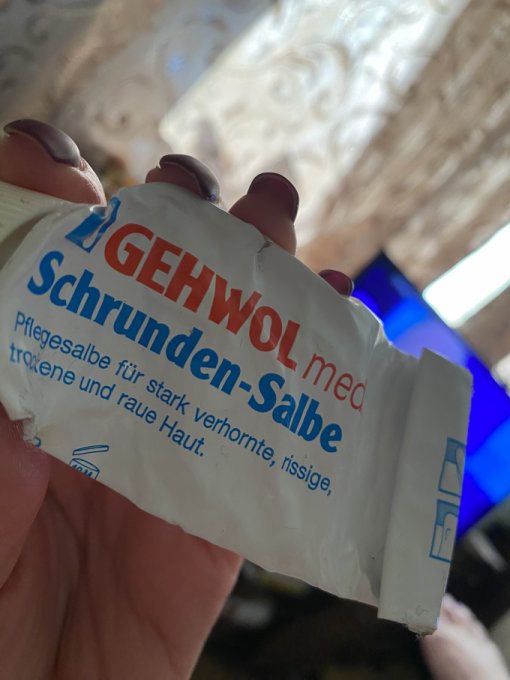 GEHWOL med
Schrunden-Salbe
Pflegesalbe für stark verhornte, rissige,
trockene und raue Haut.